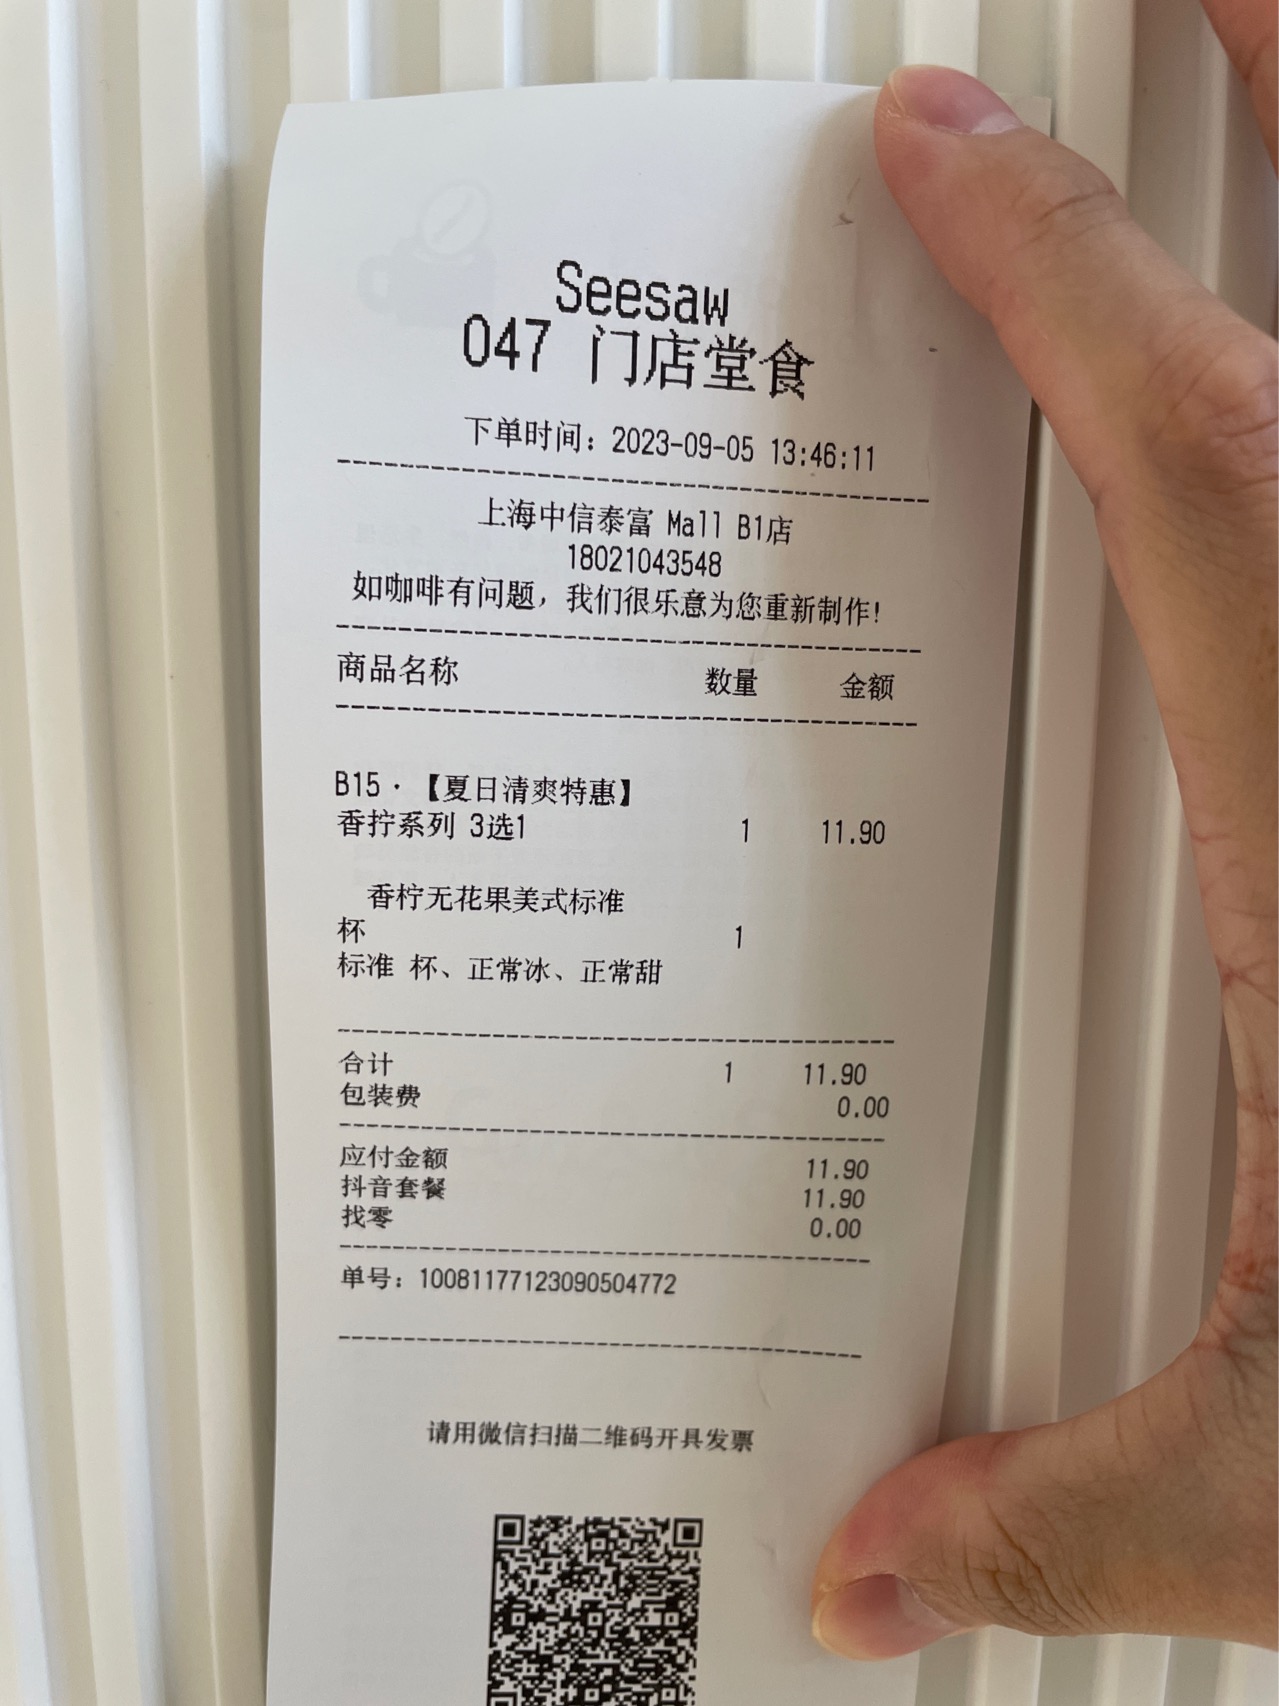 Seesaw
047 门店堂食
下单时间：2023-09-05 13:46:11
上海中信泰富 Mall B1店
18021043548
如咖啡有问题，我们很乐意为您重新制作！
商品名称 数量 金额
B15·【夏日清爽特惠】
香拧系列 3选1 1 11.90
香柠无花果美式标准
杯 1
标准 杯、正常冰、正常甜
合计 1 11.90
包装费 0.00
应付金额 11.90
抖音套餐 11.90
找零 0.00
单号：10081177123090504772
请用微信扫描二维码开具发票